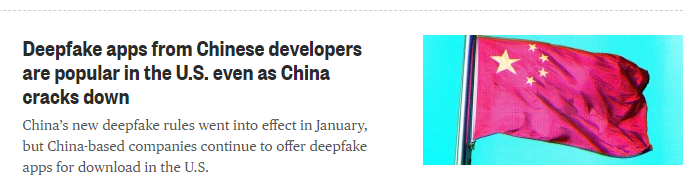 Deepfake apps from Chinese developers
are popular in the U.S. even as China
cracks down
China’s new deepfake rules went into effect in January,
but China-based companies continue to offer deepfake
apps for download in the U.S.